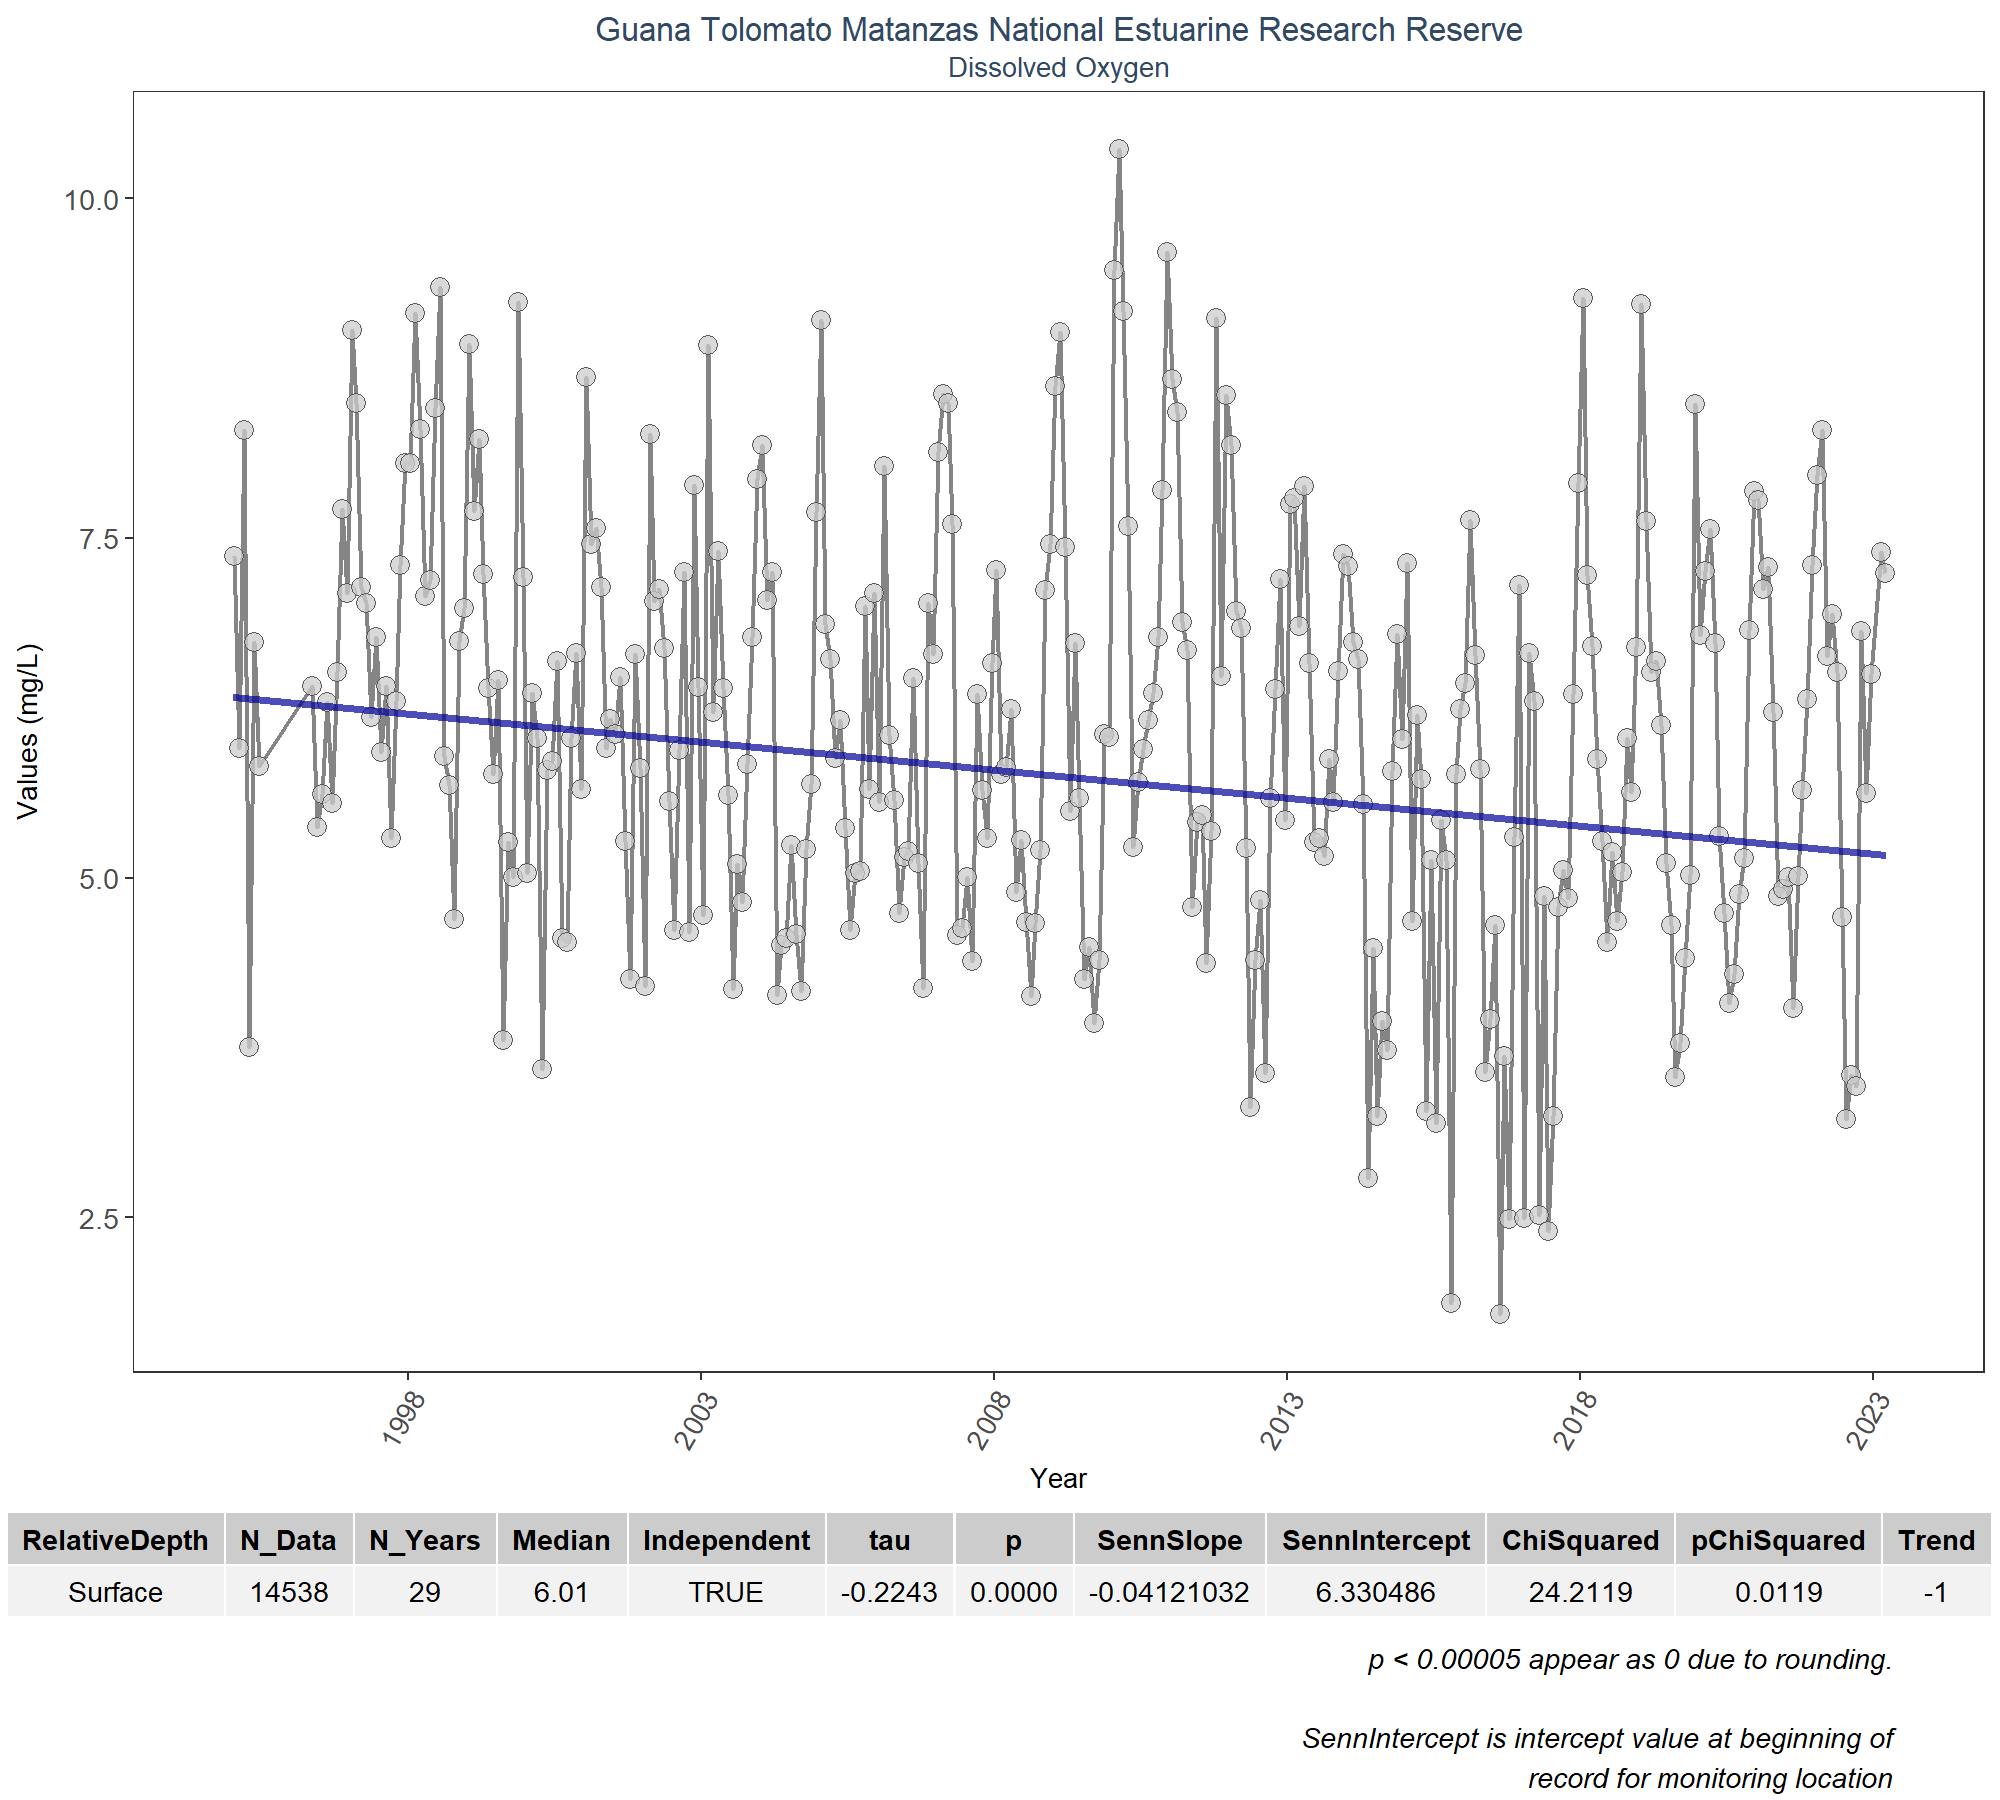 Guana Tolomato Matanzas National Estuarine Research Reserve
Dissolved Oxygen
10.0
7.5
5.0
2.5
Values (mg/L)
1998 2003 2008 2013 2018 2023
Year
RelativeDepth N_Data N_Years Median Independent tau p SennSlope SennIntercept ChiSquared pChiSquared Trend
Surface 14538 29 6.01 TRUE -0.2243 0.0000 -0.04121032 6.330486 24.2119 0.0119 -1
p < 0.00005 appear as 0 due to rounding.
SennIntercept is intercept value at beginning of
record for monitoring location